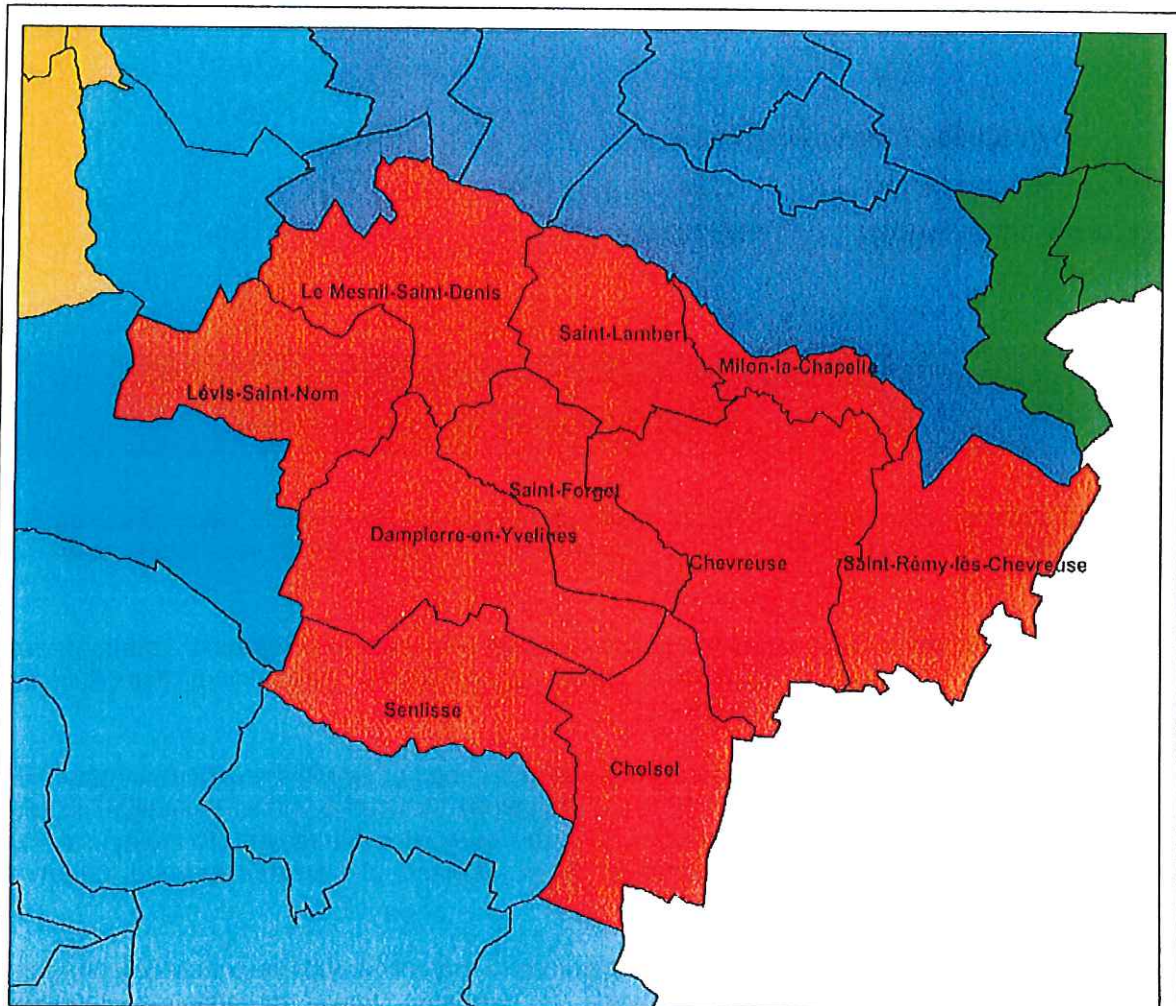 Le Mesnil-Saint-Denis
Saint-Lambert
Milon-la-Chapelle
Lévis-Saint-Nom
Saint-Forget
Dampierre-en-Yvelines
Chevreuse
Saint-Rémy-lès-Chevreuse
Senlisse
Choisel